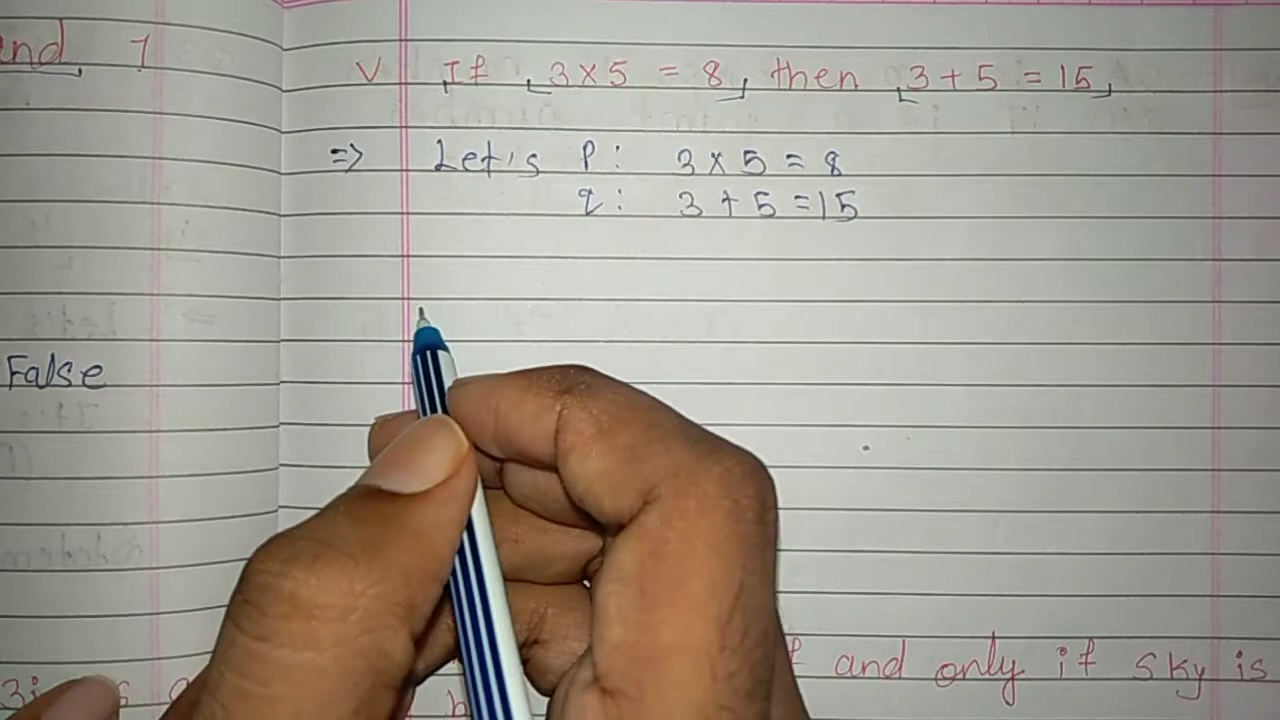 and 1
V If 3 × 5 = 8, then 3 + 5 = 15,
=> Let's P: 3 × 5 = 8
q: 3 + 5 = 15
False
and only if sky is